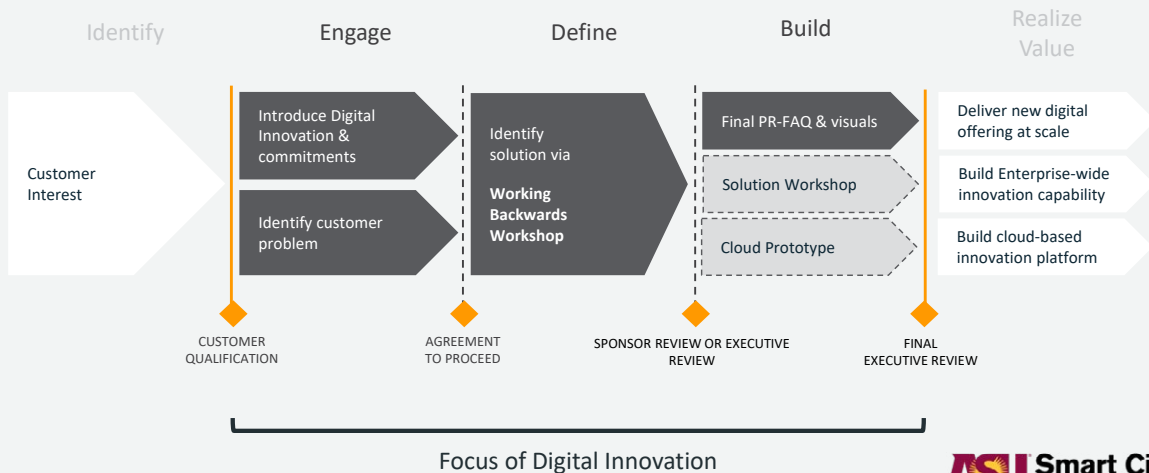 Identify
Engage
Define
Build
Realize
Value
Customer
Interest
Introduce Digital
Innovation &
commitments
Identify customer
problem
Identify
solution via
Working
Backwards
Workshop
Final PR-FAQ & visuals
Solution Workshop
Cloud Prototype
Deliver new digital
offering at scale
Build Enterprise-wide
innovation capability
Build cloud-based
innovation platform
CUSTOMER
QUALIFICATION
AGREEMENT
TO PROCEED
SPONSOR REVIEW OR EXECUTIVE
REVIEW
FINAL
EXECUTIVE REVIEW
Focus of Digital Innovation
ASU Smart Ci